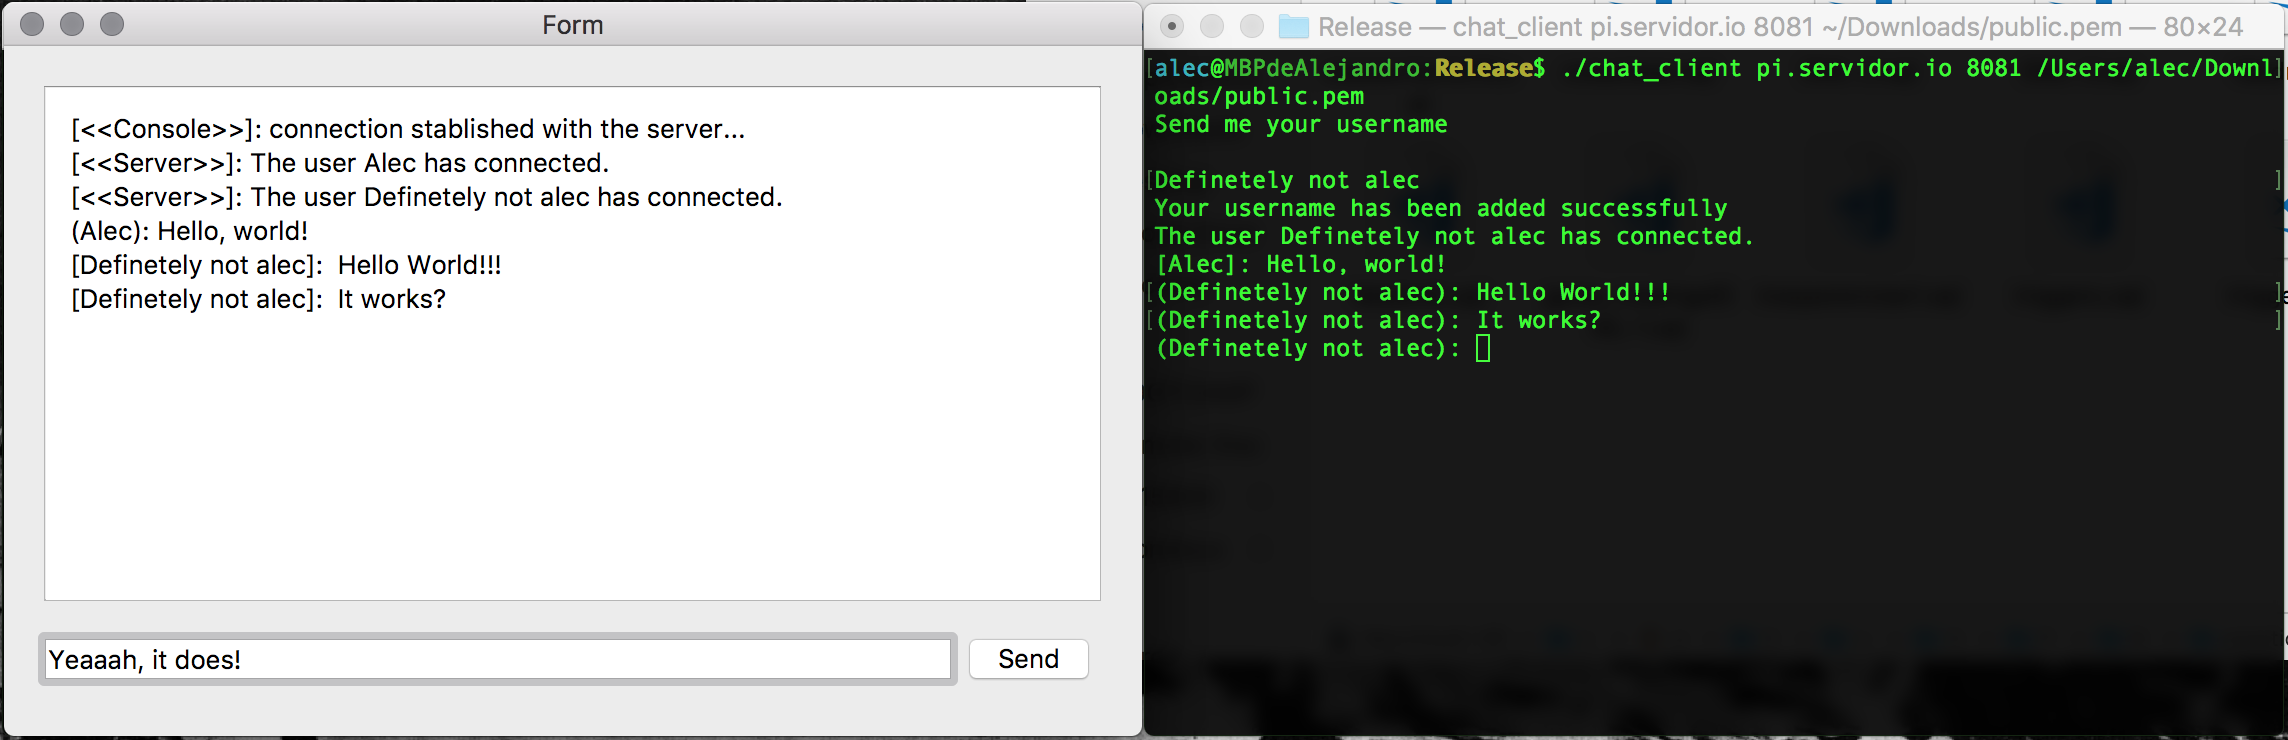 Form
[<<Console>>]: connection stablished with the server...
[<<Server>>]: The user Alec has connected.
[<<Server>>]: The user Definetely not alec has connected.
(Alec): Hello, world!
[Definetely not alec]:  Hello World!!!
[Definetely not alec]:  It works?
Yeaaah, it does!
Send
Release — chat_client pi.servidor.io 8081 ~/Downloads/public.pem — 80×24
[alec@MBPdeAlejandro:Release$ ./chat_client pi.servidor.io 8081 /Users/alec/Downl]
oads/public.pem
Send me your username
[Definetely not alec ]
Your username has been added successfully
The user Definetely not alec has connected.
[Alec]: Hello, world!
[(Definetely not alec): Hello World!!! ]
[(Definetely not alec): It works? ]
(Definetely not alec):